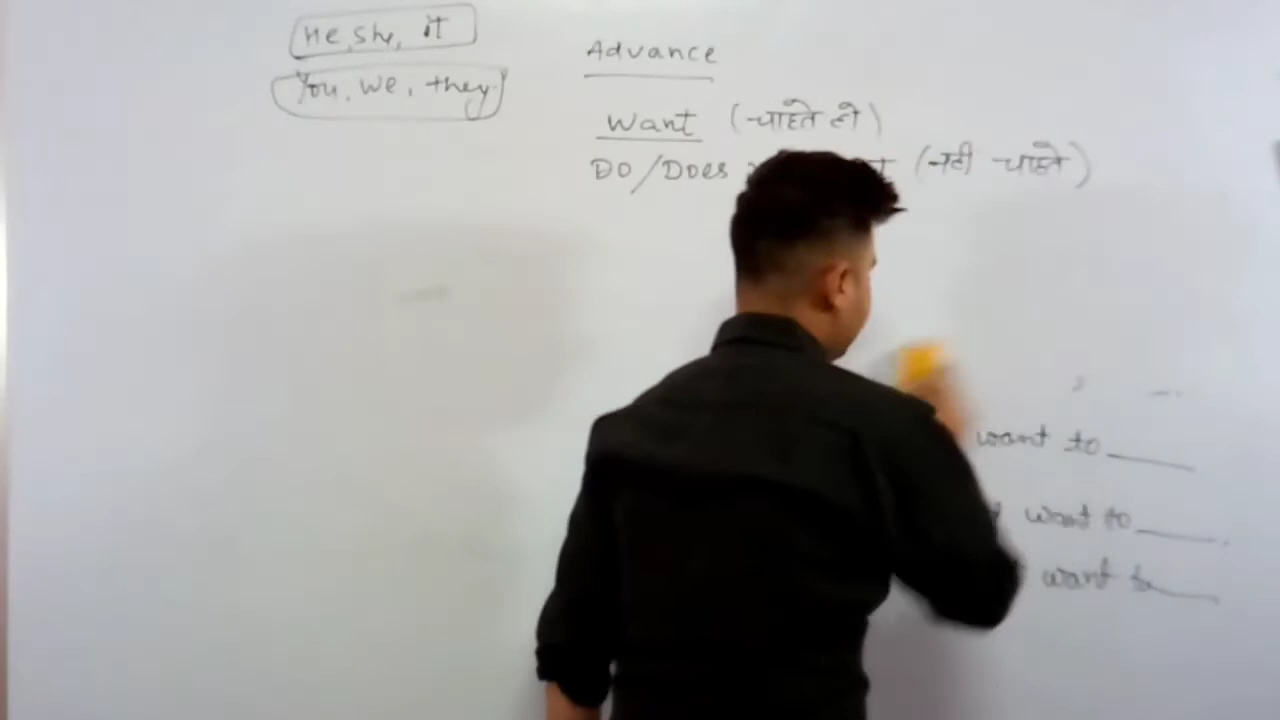 He, she, it
You, we, they
Advance
want (चाहते हो)
DO/Does (नही चाहते)
want to
want to
want to